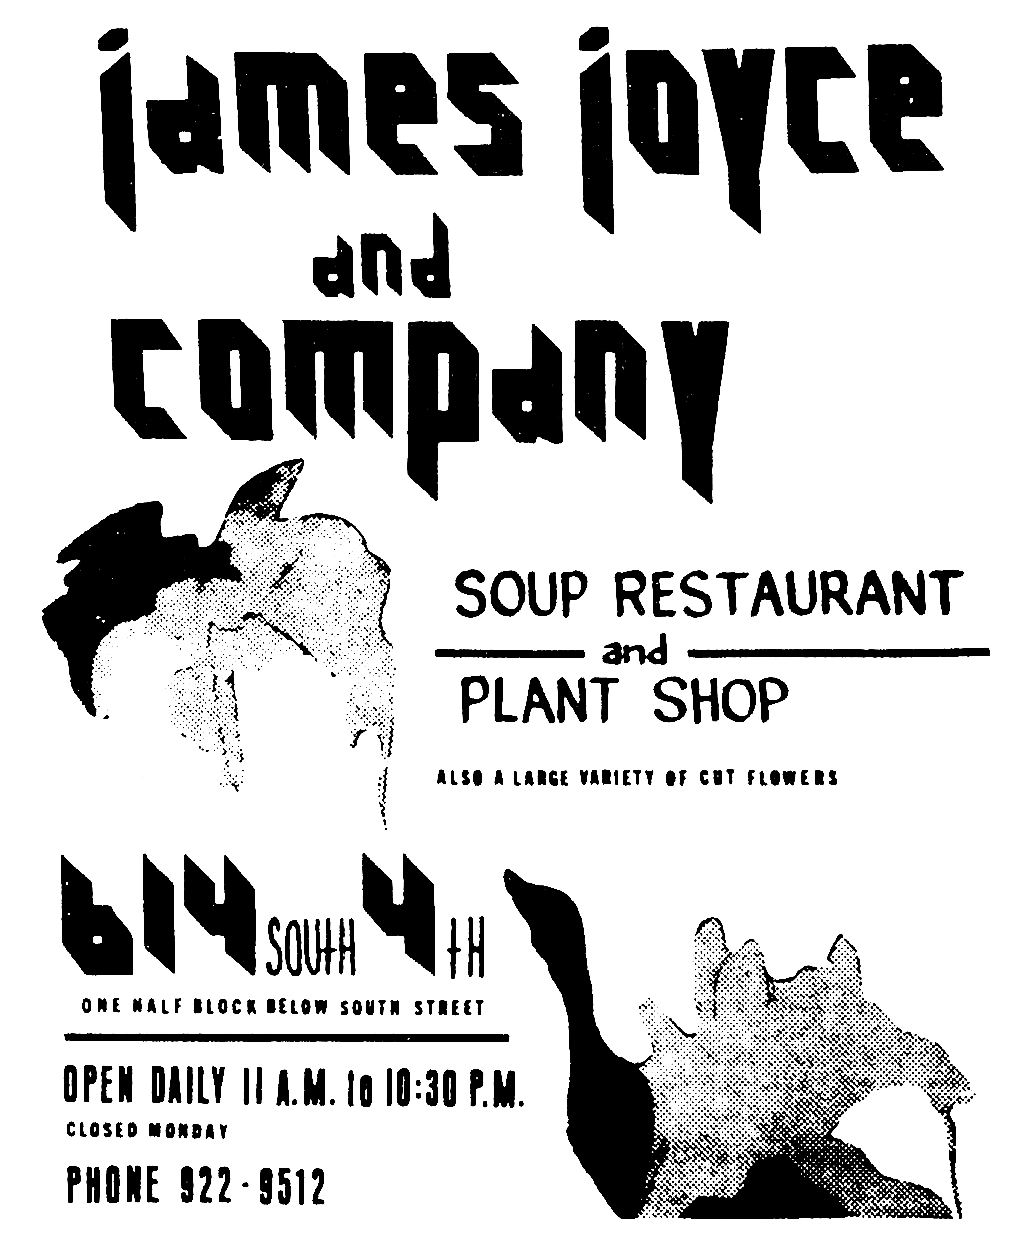 james joyce
and
company
SOUP RESTAURANT
and
PLANT SHOP
ALSO A LARGE VARIETY OF CUT FLOWERS
614 SOUTH 4TH
ONE HALF BLOCK BELOW SOUTH STREET
OPEN DAILY 11 A.M. to 10:30 P.M.
CLOSED MONDAY
PHONE 922-9512